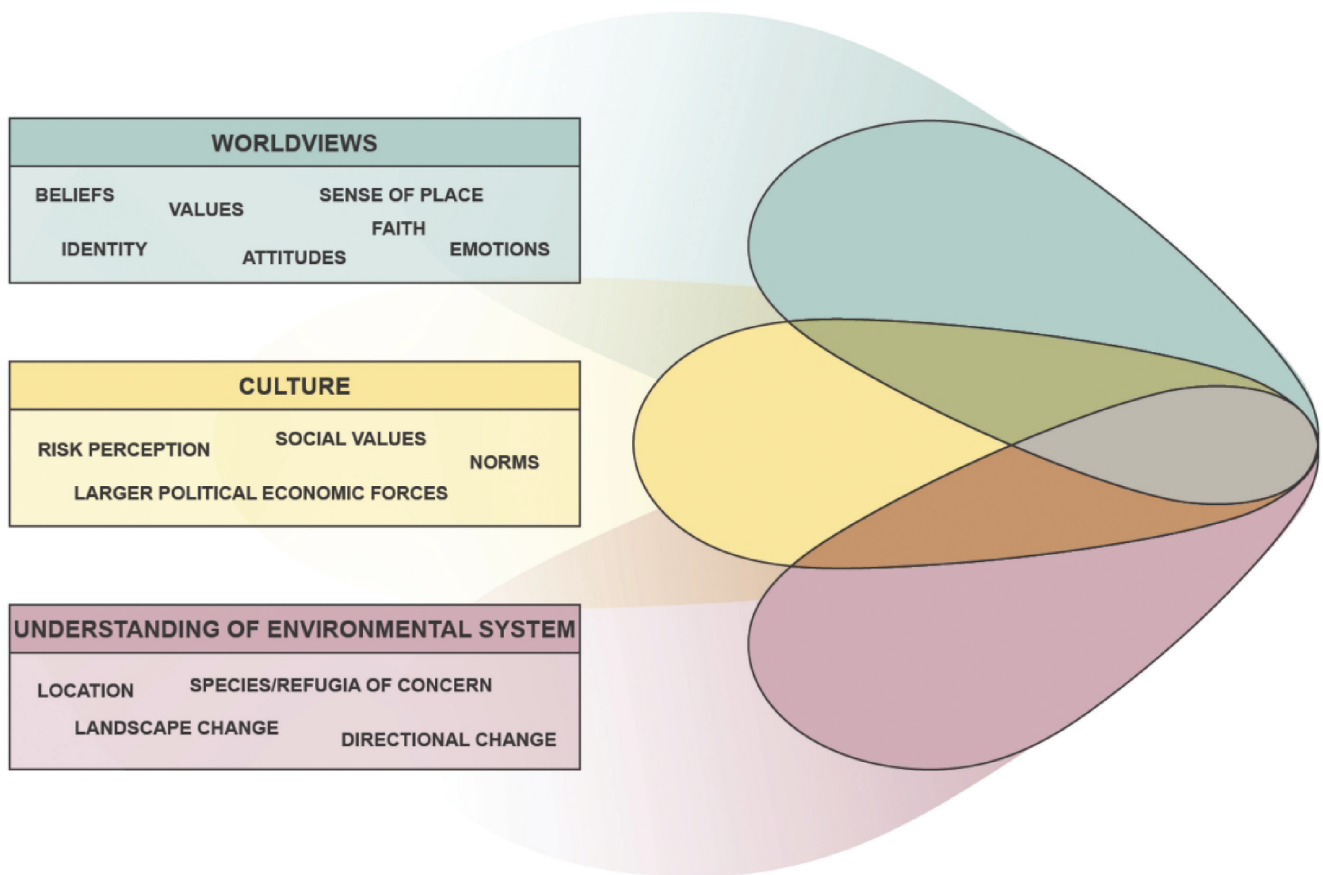 WORLDVIEWS
BELIEFS
VALUES
SENSE OF PLACE
FAITH
IDENTITY
ATTITUDES
EMOTIONS
CULTURE
RISK PERCEPTION
SOCIAL VALUES
NORMS
LARGER POLITICAL ECONOMIC FORCES
UNDERSTANDING OF ENVIRONMENTAL SYSTEM
LOCATION
SPECIES/REFUGIA OF CONCERN
LANDSCAPE CHANGE
DIRECTIONAL CHANGE